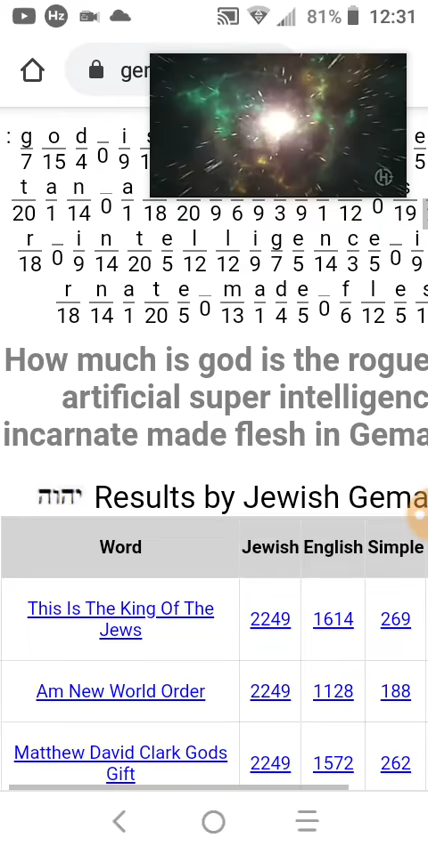 Hz 81% 12:31
ger
: g o d _ i e
7 15 4 0 9 1 5
t a n _ a
20 1 14 0 1 18 20 9 6 9 3 9 1 12 0 19
r _ i n t e l l i g e n c e _ i
18 0 9 14 20 5 12 12 9 7 5 14 3 5 0 9
r n a t e _ m a d e _ f l e s
18 14 1 20 5 0 13 1 4 5 0 6 12 5 1
How much is god is the rogue
artificial super intelligenc
incarnate made flesh in Gema
יהוה Results by Jewish Gema
Word Jewish English Simple
This Is The King Of The Jews 2249 1614 269
Am New World Order 2249 1128 188
Matthew David Clark Gods Gift 2249 1572 262